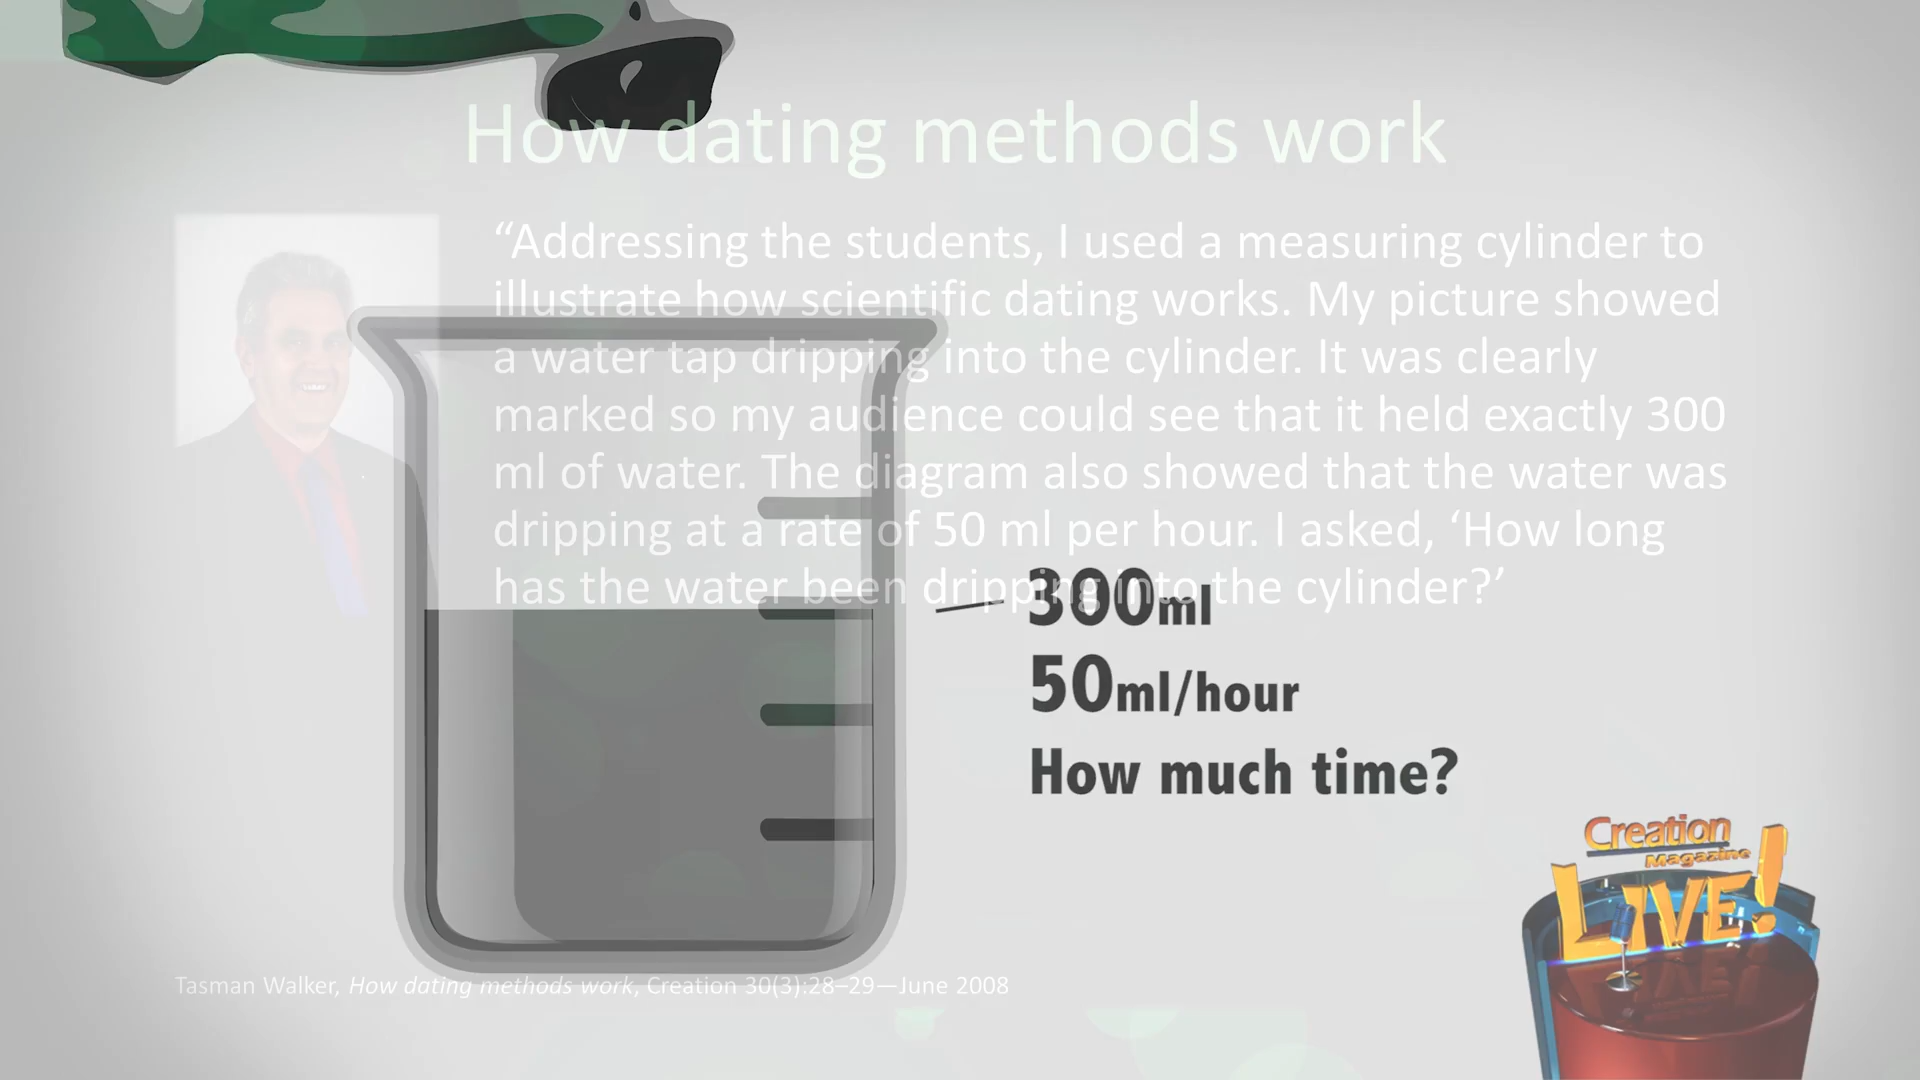 How dating methods work
“Addressing the students, I used a measuring cylinder to
illustrate how scientific dating works. My picture showed
a water tap dripping into the cylinder. It was clearly
marked so my audience could see that it held exactly 300
ml of water. The diagram also showed that the water was
dripping at a rate of 50 ml per hour. I asked, ‘How long
has the water been dripping into the cylinder?’
300ml
50ml/hour
How much time?
Creation
Magazine
LIVE!
Tasman Walker, How dating methods work, Creation 30(3):28–29—June 2008